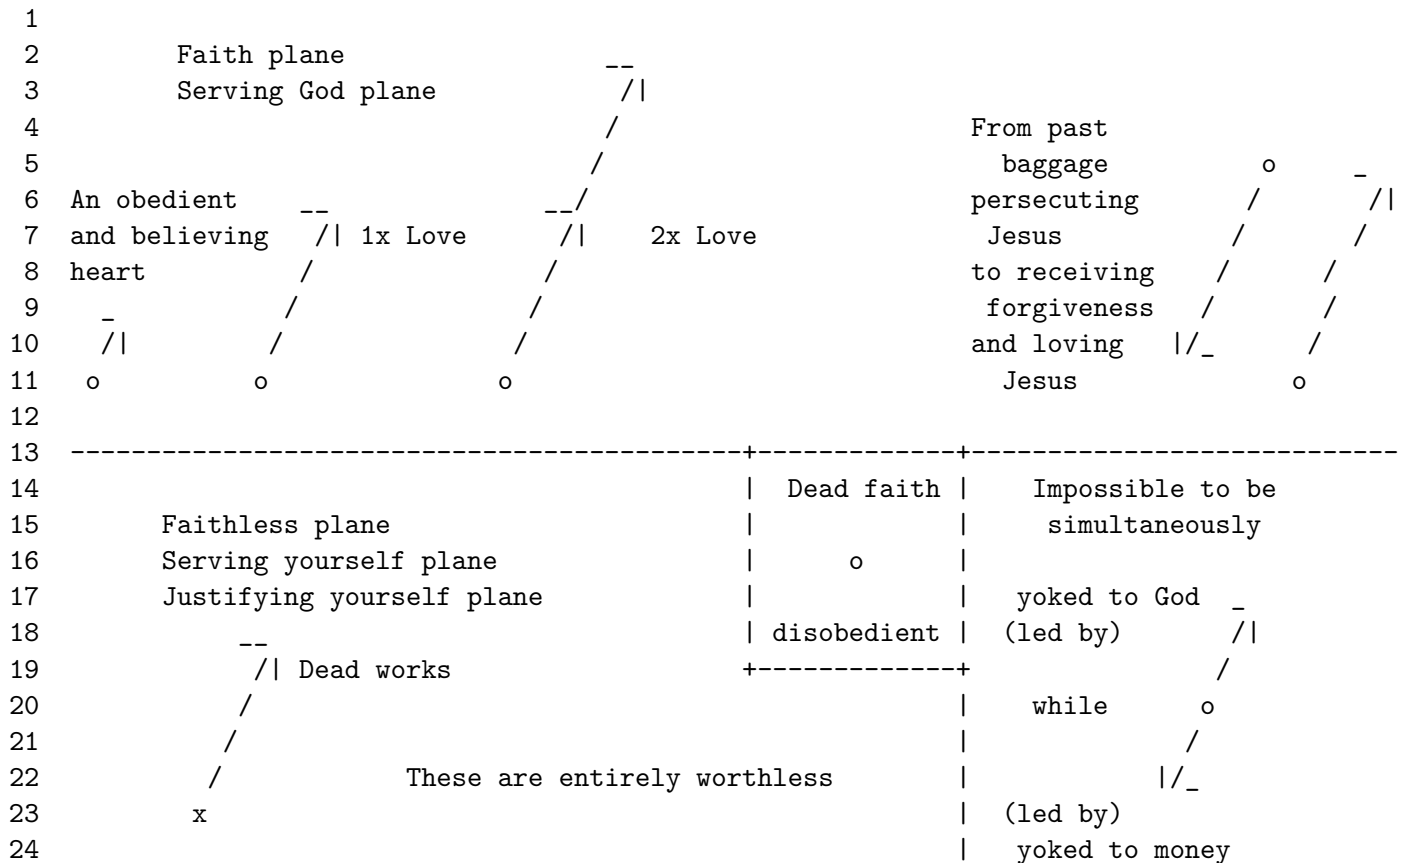 1
2 Faith plane __
3 Serving God plane /|
4 / From past
5 / baggage o _
6 An obedient __ __/ persecuting / /|
7 and believing /| 1x Love /| 2x Love Jesus / /
8 heart / / to receiving / /
9 _ / / forgiveness / /
10 /| / / and loving |/_ /
11 o o o Jesus o
12
13 --------------------------------------------+-------------+----------------------------
14 | Dead faith | Impossible to be
15 Faithless plane | | simultaneously
16 Serving yourself plane | o |
17 Justifying yourself plane | | yoked to God _
18 __ | disobedient | (led by) /|
19 /| Dead works +-------------+ /
20 / | while o
21 / | /
22 / These are entirely worthless | |/_
23 x | (led by)
24 | yoked to money